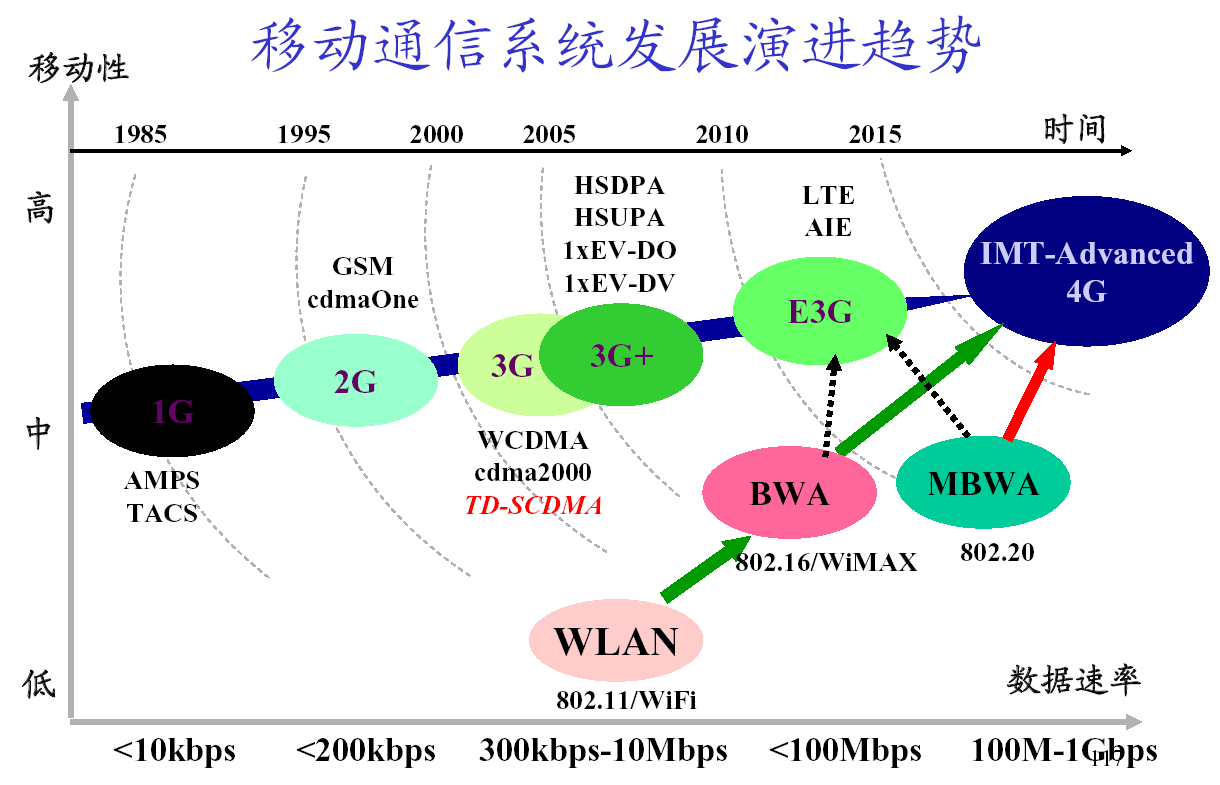 移动通信系统发展演进趋势
移动性
1985
1995
2000
2005
2010
2015
时间
高
HSDPA
HSUPA
1xEV-DO
1xEV-DV
LTE
AIE
IMT-Advanced
4G
GSM
cdmaOne
E3G
3G
3G+
2G
1G
中
AMPS
TACS
WCDMA
cdma2000
TD-SCDMA
BWA
MBWA
802.16/WiMAX
802.20
WLAN
802.11/WiFi
低
数据速率
<10kbps
<200kbps
300kbps-10Mbps
<100Mbps
100M-1Gbps
117